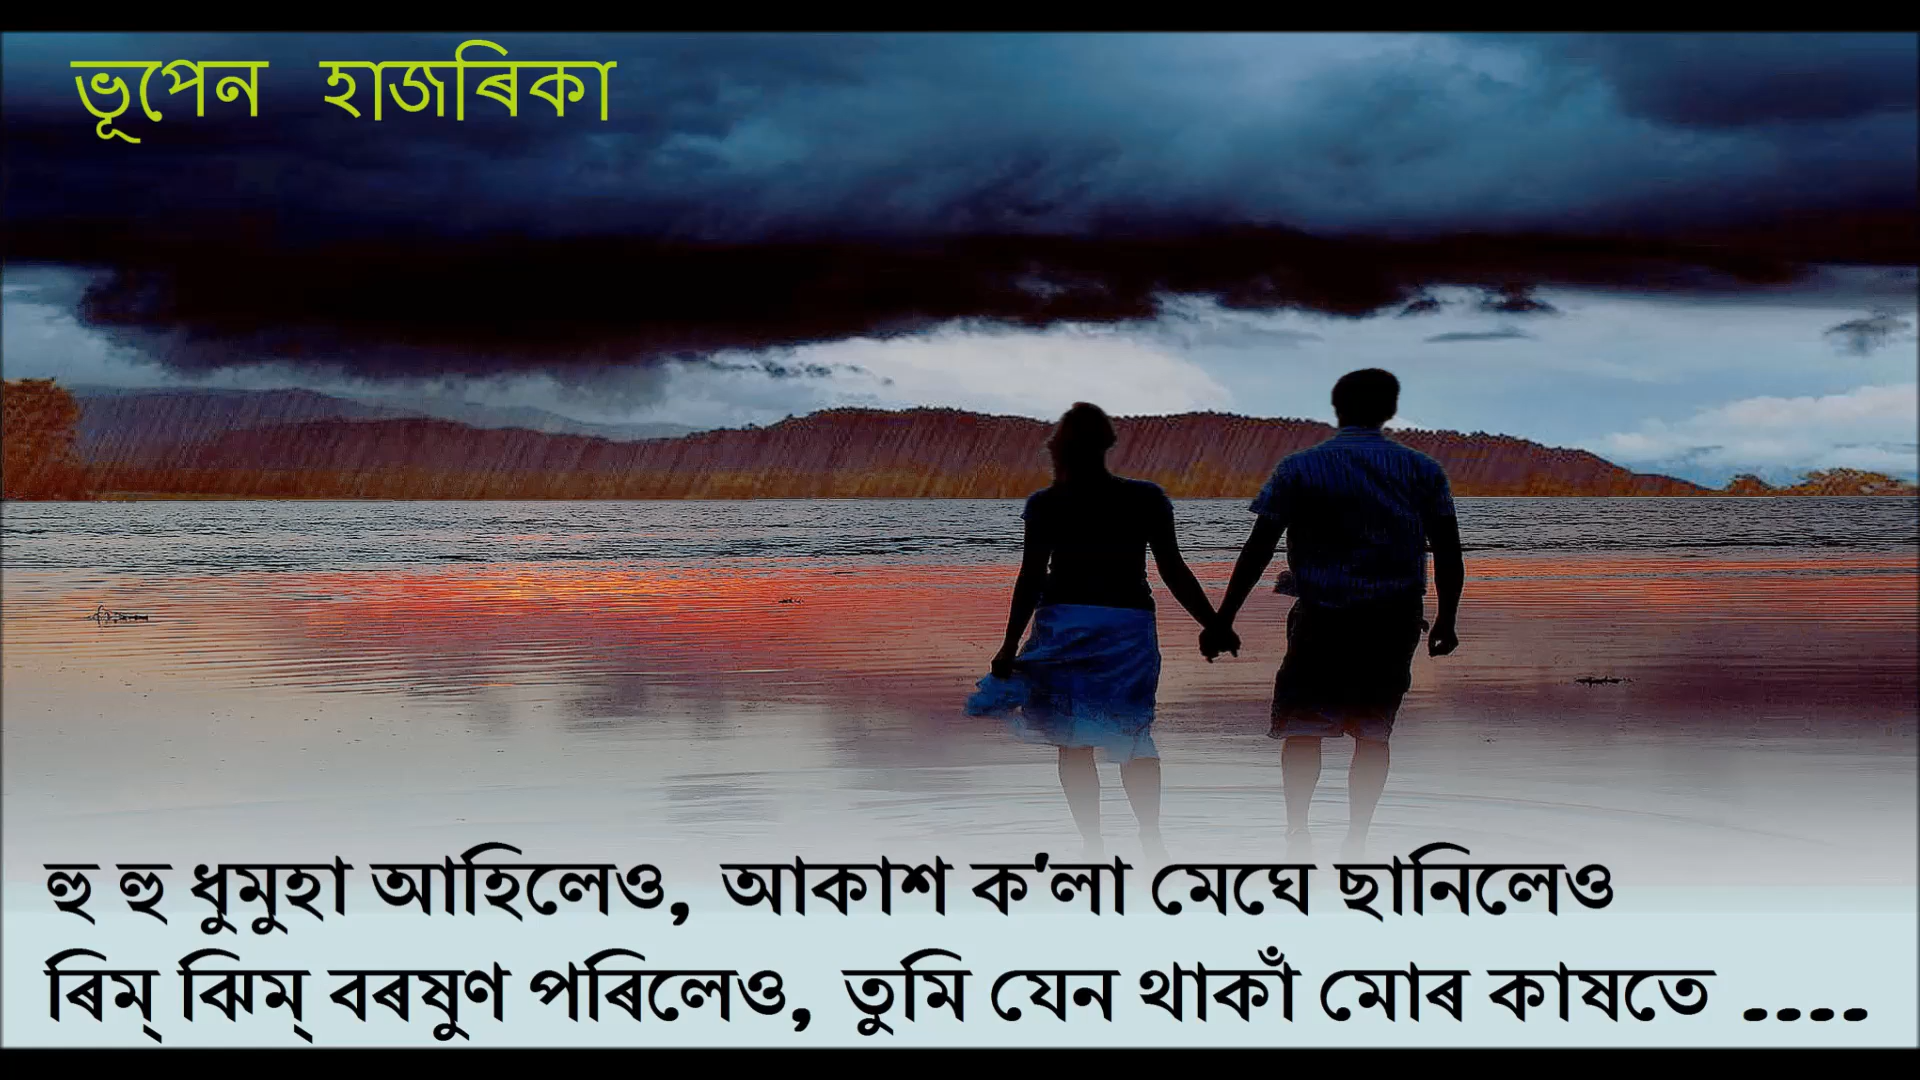 ভূপেন হাজৰিকা
হু হু ধুমুহা আহিলেও, আকাশ ক'লা মেঘে ছানিলেও
ৰিম্ ঝিম্ বৰষুণ পৰিলেও, তুমি যেন থাকাঁ মোৰ কাষতে ....